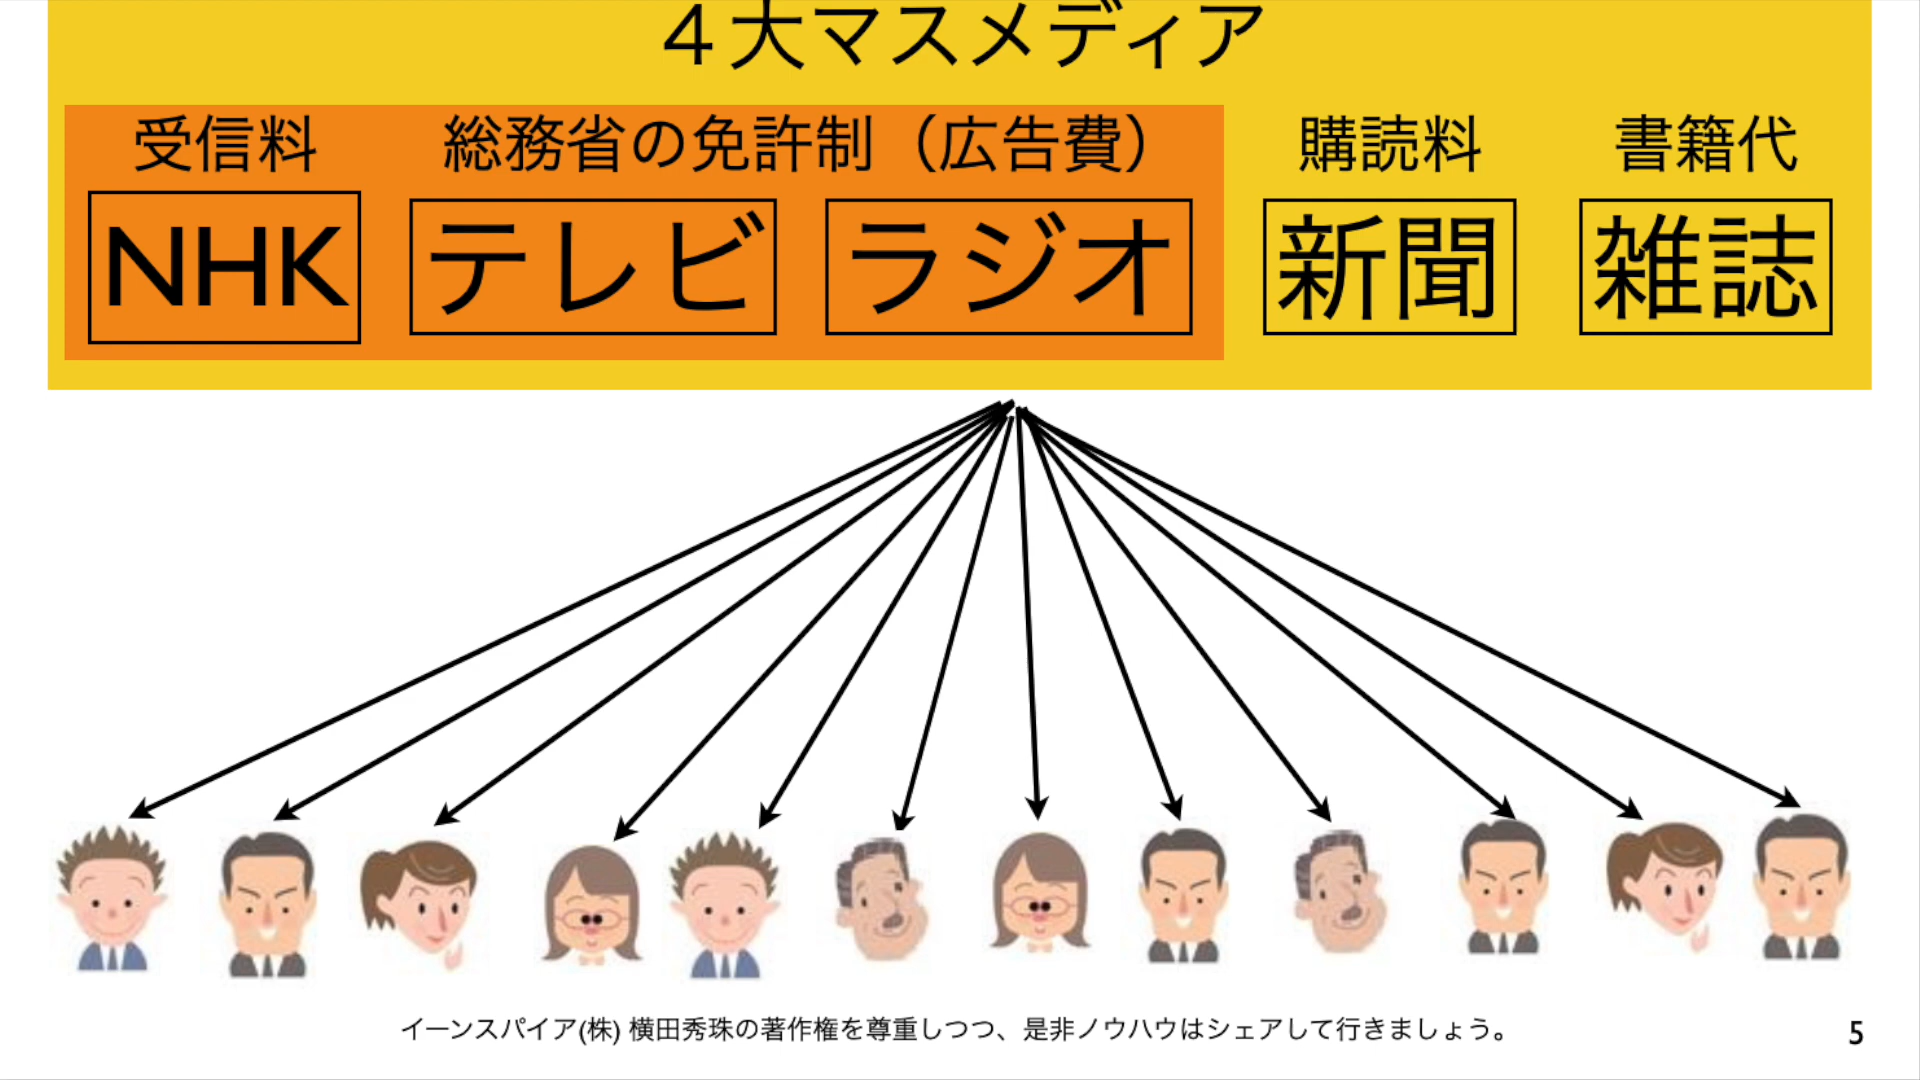 ４大マスメディア
受信料 総務省の免許制（広告費） 購読料 書籍代
NHK テレビ ラジオ 新聞 雑誌
イーンスパイア(株) 横田秀珠の著作権を尊重しつつ、是非ノウハウはシェアして行きましょう。
5